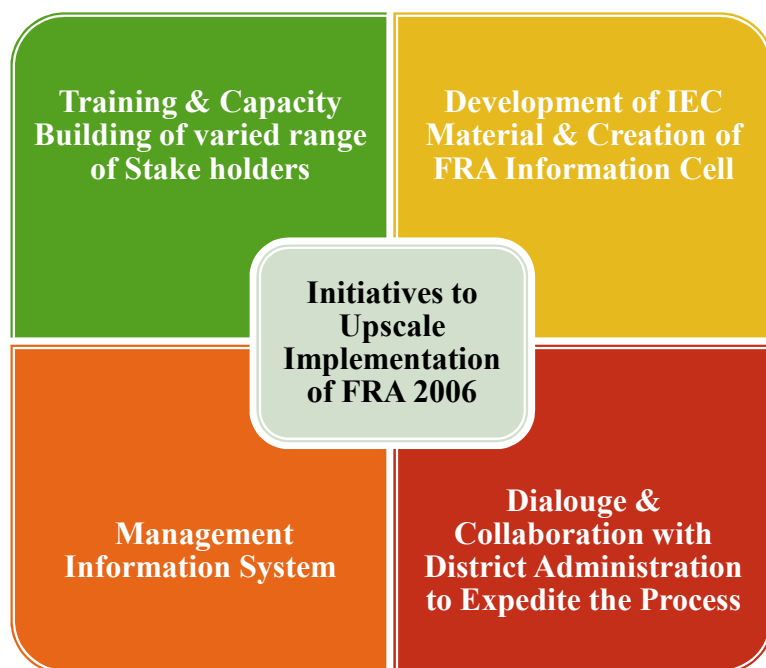 Training & Capacity
Building of varied range
of Stake holders
Development of IEC
Material & Creation of
FRA Information Cell
Initiatives to
Upscale
Implementation
of FRA 2006
Management
Information System
Dialouge &
Collaboration with
District Administration
to Expedite the Process